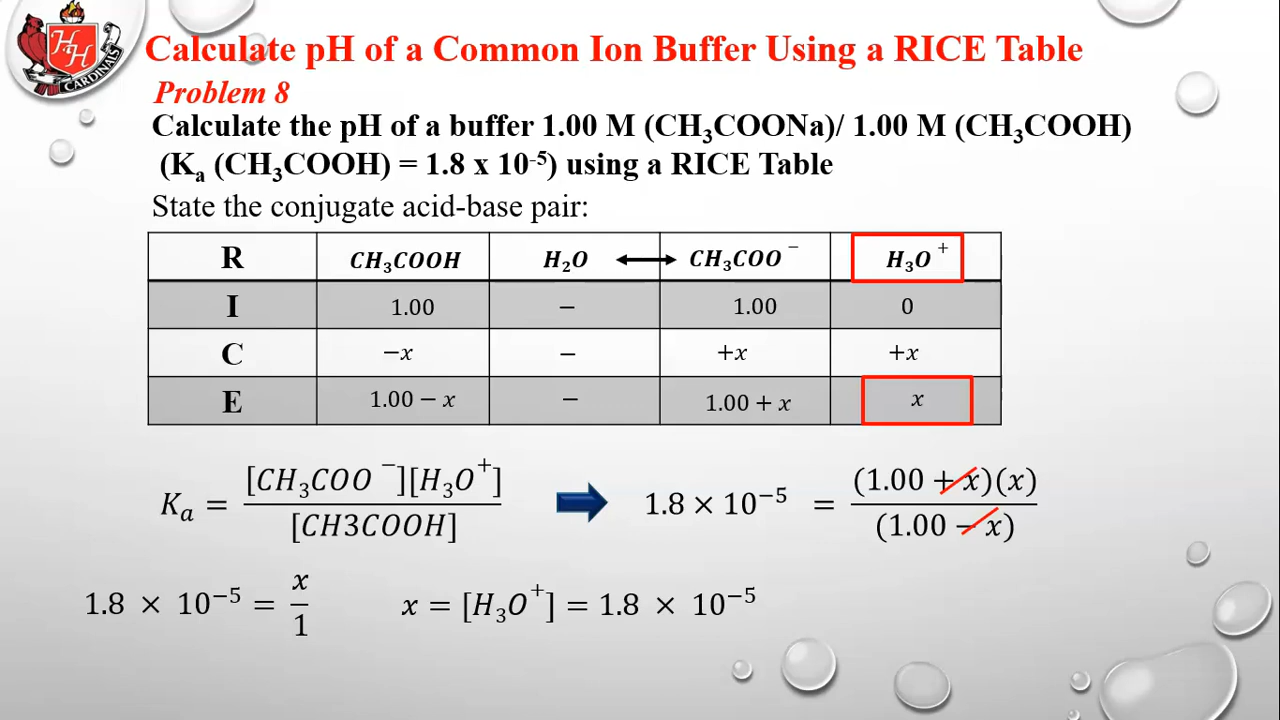 HH
CARDINALS
Calculate pH of a Common Ion Buffer Using a RICE Table
Problem 8
Calculate the pH of a buffer 1.00 M (CH₃COONa)/ 1.00 M (CH₃COOH)
(Kₐ (CH₃COOH) = 1.8 x 10⁻⁵) using a RICE Table
State the conjugate acid-base pair:
R CH₃COOH H₂O ⟷ CH₃COO⁻ H₃O⁺
I 1.00 − 1.00 0
C −x − +x +x
E 1.00 − x − 1.00 + x x
Kₐ = [CH₃COO⁻][H₃O⁺] / [CH3COOH] 1.8 × 10⁻⁵ = (1.00 + x)(x) / (1.00 − x)
1.8 × 10⁻⁵ = x / 1 x = [H₃O⁺] = 1.8 × 10⁻⁵